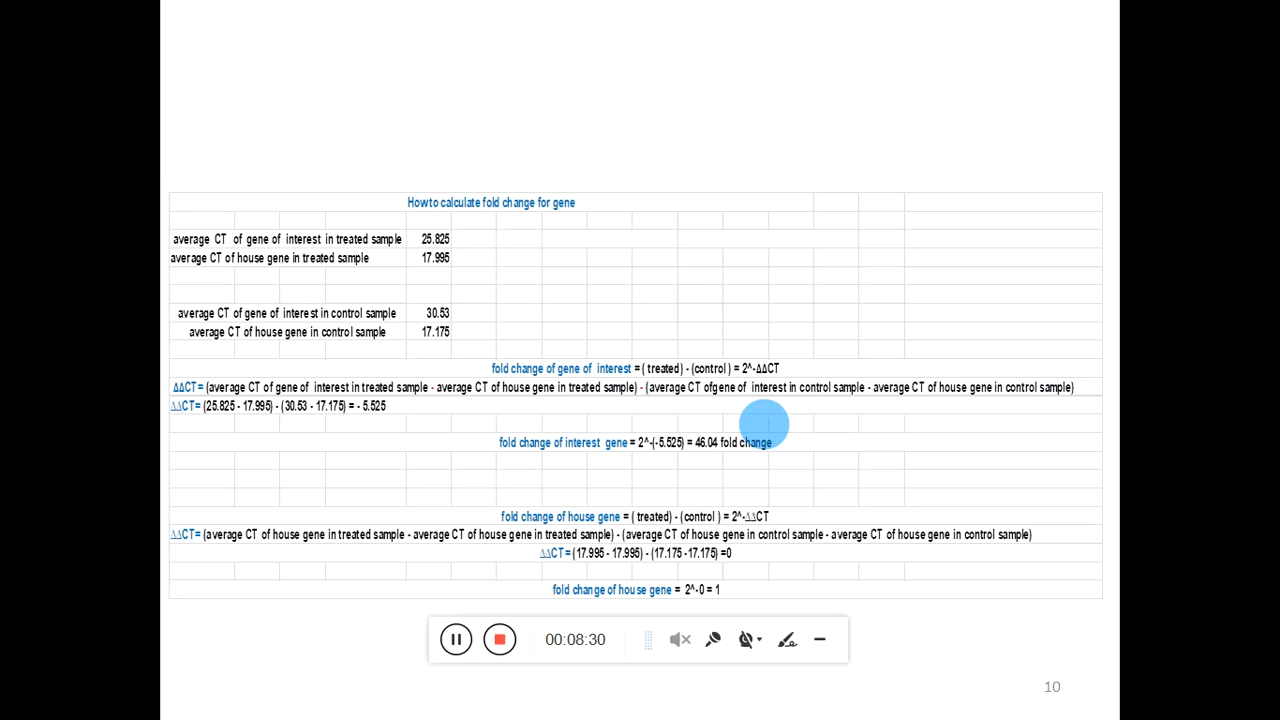 How to calculate fold change for gene
average CT of gene of interest in treated sample 25.825
average CT of house gene in treated sample 17.995
average CT of gene of interest in control sample 30.53
average CT of house gene in control sample 17.175
fold change of gene of interest = ( treated) - (control ) = 2^-ΔΔCT
ΔΔCT = (average CT of gene of interest in treated sample - average CT of house gene in treated sample) - (average CT ofgene of interest in control sample - average CT of house gene in control sample)
ΔΔCT = (25.825 - 17.995) - (30.53 - 17.175) = - 5.525
fold change of interest gene = 2^-(-5.525) = 46.04 fold change
fold change of house gene = ( treated) - (control ) = 2^-ΔΔCT
ΔΔCT = (average CT of house gene in treated sample - average CT of house gene in treated sample) - (average CT of house gene in control sample - average CT of house gene in control sample)
ΔΔCT = (17.995 - 17.995) - (17.175 -17.175) =0
fold change of house gene = 2^-0 = 1
00:08:30
10